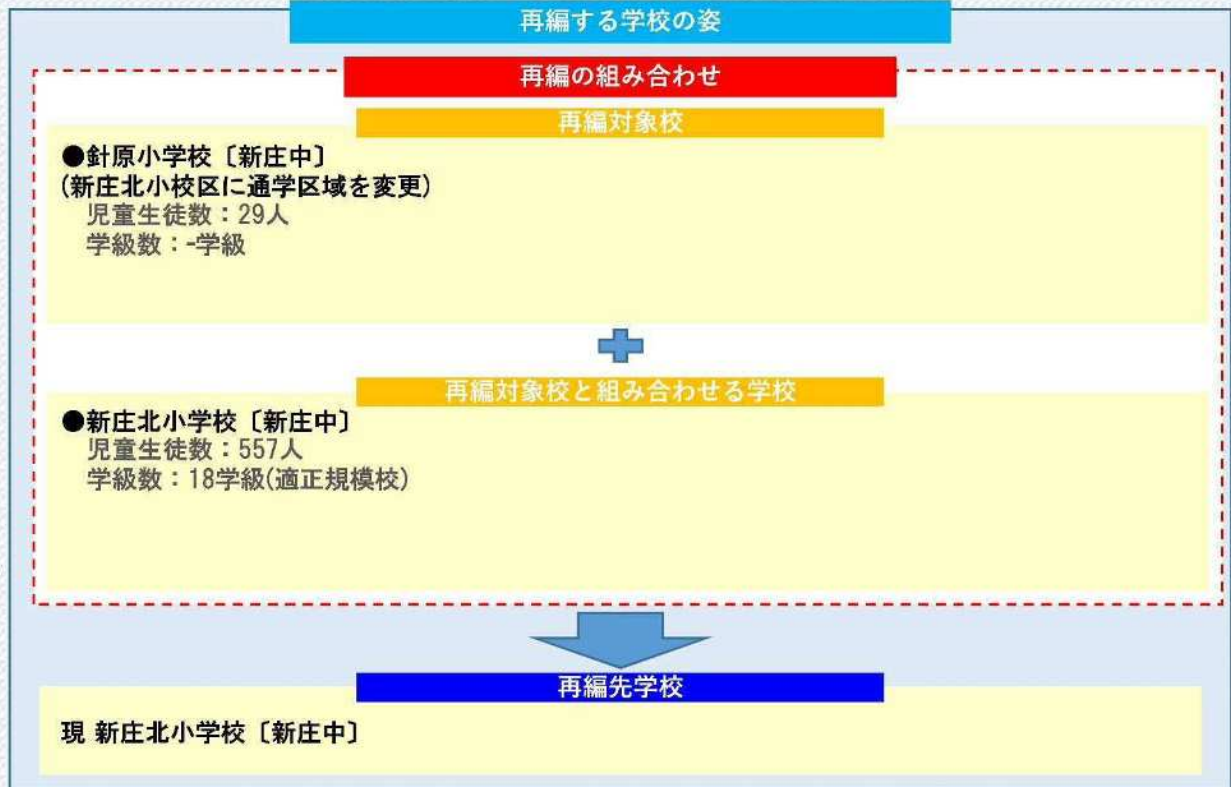 再編する学校の姿
再編の組み合わせ
再編対象校
●針原小学校〔新庄中〕
(新庄北小校区に通学区域を変更)
児童生徒数：29人
学級数：-学級
再編対象校と組み合わせる学校
●新庄北小学校〔新庄中〕
児童生徒数：557人
学級数：18学級(適正規模校)
再編先学校
現 新庄北小学校〔新庄中〕